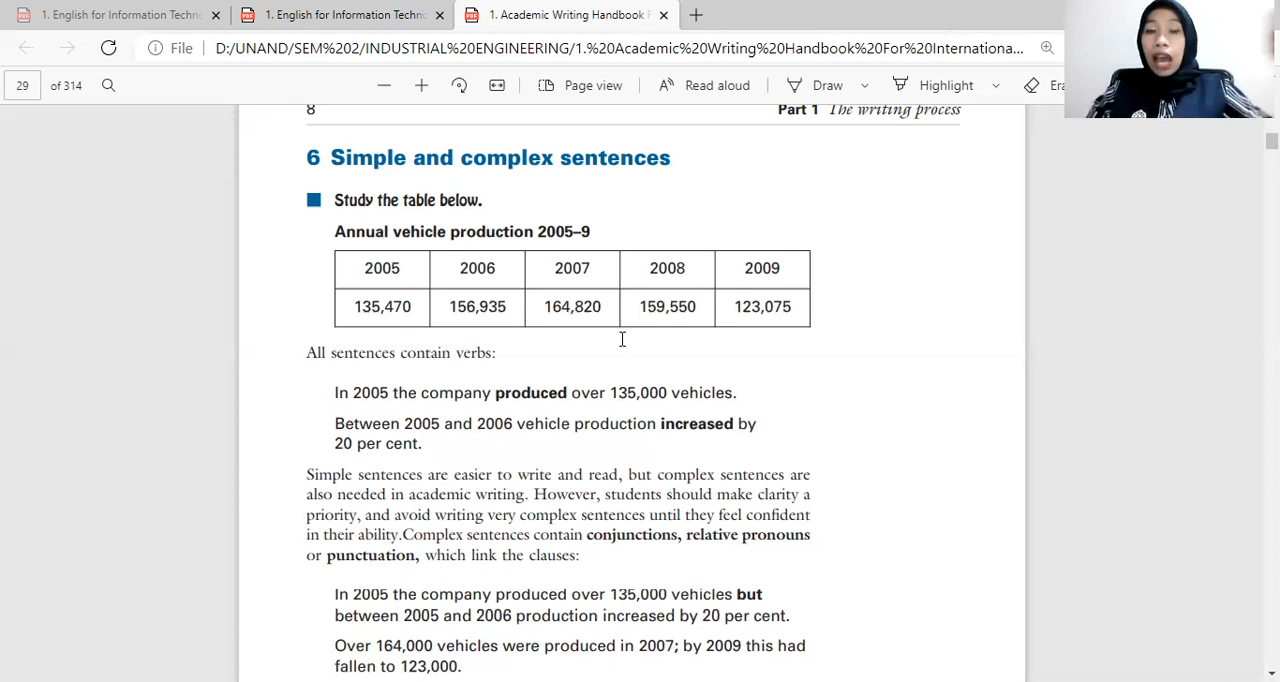 1. English for Information Techno
1. English for Information Techno
1. Academic Writing Handbook F
File
D:/UNAND/SEM%202/INDUSTRIAL%20ENGINEERING/1.%20Academic%20Writing%20Handbook%20For%20Internationa...
29 of 314
Page view
Read aloud
Draw
Highlight
Era
8
Part 1 The writing process
6 Simple and complex sentences
Study the table below.
Annual vehicle production 2005–9
2005 2006 2007 2008 2009
135,470 156,935 164,820 159,550 123,075
All sentences contain verbs:
In 2005 the company produced over 135,000 vehicles.
Between 2005 and 2006 vehicle production increased by
20 per cent.
Simple sentences are easier to write and read, but complex sentences are
also needed in academic writing. However, students should make clarity a
priority, and avoid writing very complex sentences until they feel confident
in their ability.Complex sentences contain conjunctions, relative pronouns
or punctuation, which link the clauses:
In 2005 the company produced over 135,000 vehicles but
between 2005 and 2006 production increased by 20 per cent.
Over 164,000 vehicles were produced in 2007; by 2009 this had
fallen to 123,000.